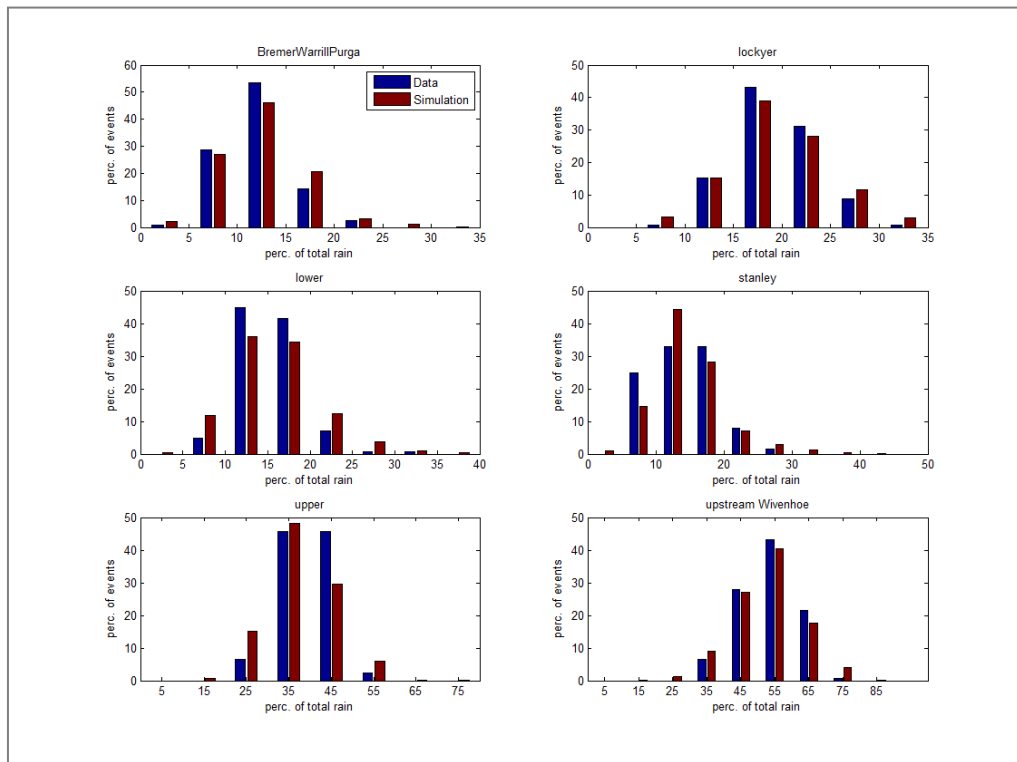 BremerWarrillPurga
60
50
40
30
20
10
0
perc. of events
Data
Simulation
0 5 10 15 20 25 30 35
perc. of total rain
lockyer
50
40
30
20
10
0
perc. of events
0 5 10 15 20 25 30 35
perc. of total rain
lower
50
40
30
20
10
0
perc. of events
0 5 10 15 20 25 30 35 40
perc. of total rain
stanley
50
40
30
20
10
0
perc. of events
0 10 20 30 40 50
perc. of total rain
upper
50
40
30
20
10
0
perc. of events
5 15 25 35 45 55 65 75
perc. of total rain
upstream Wivenhoe
50
40
30
20
10
0
perc. of events
5 15 25 35 45 55 65 75 85
perc. of total rain